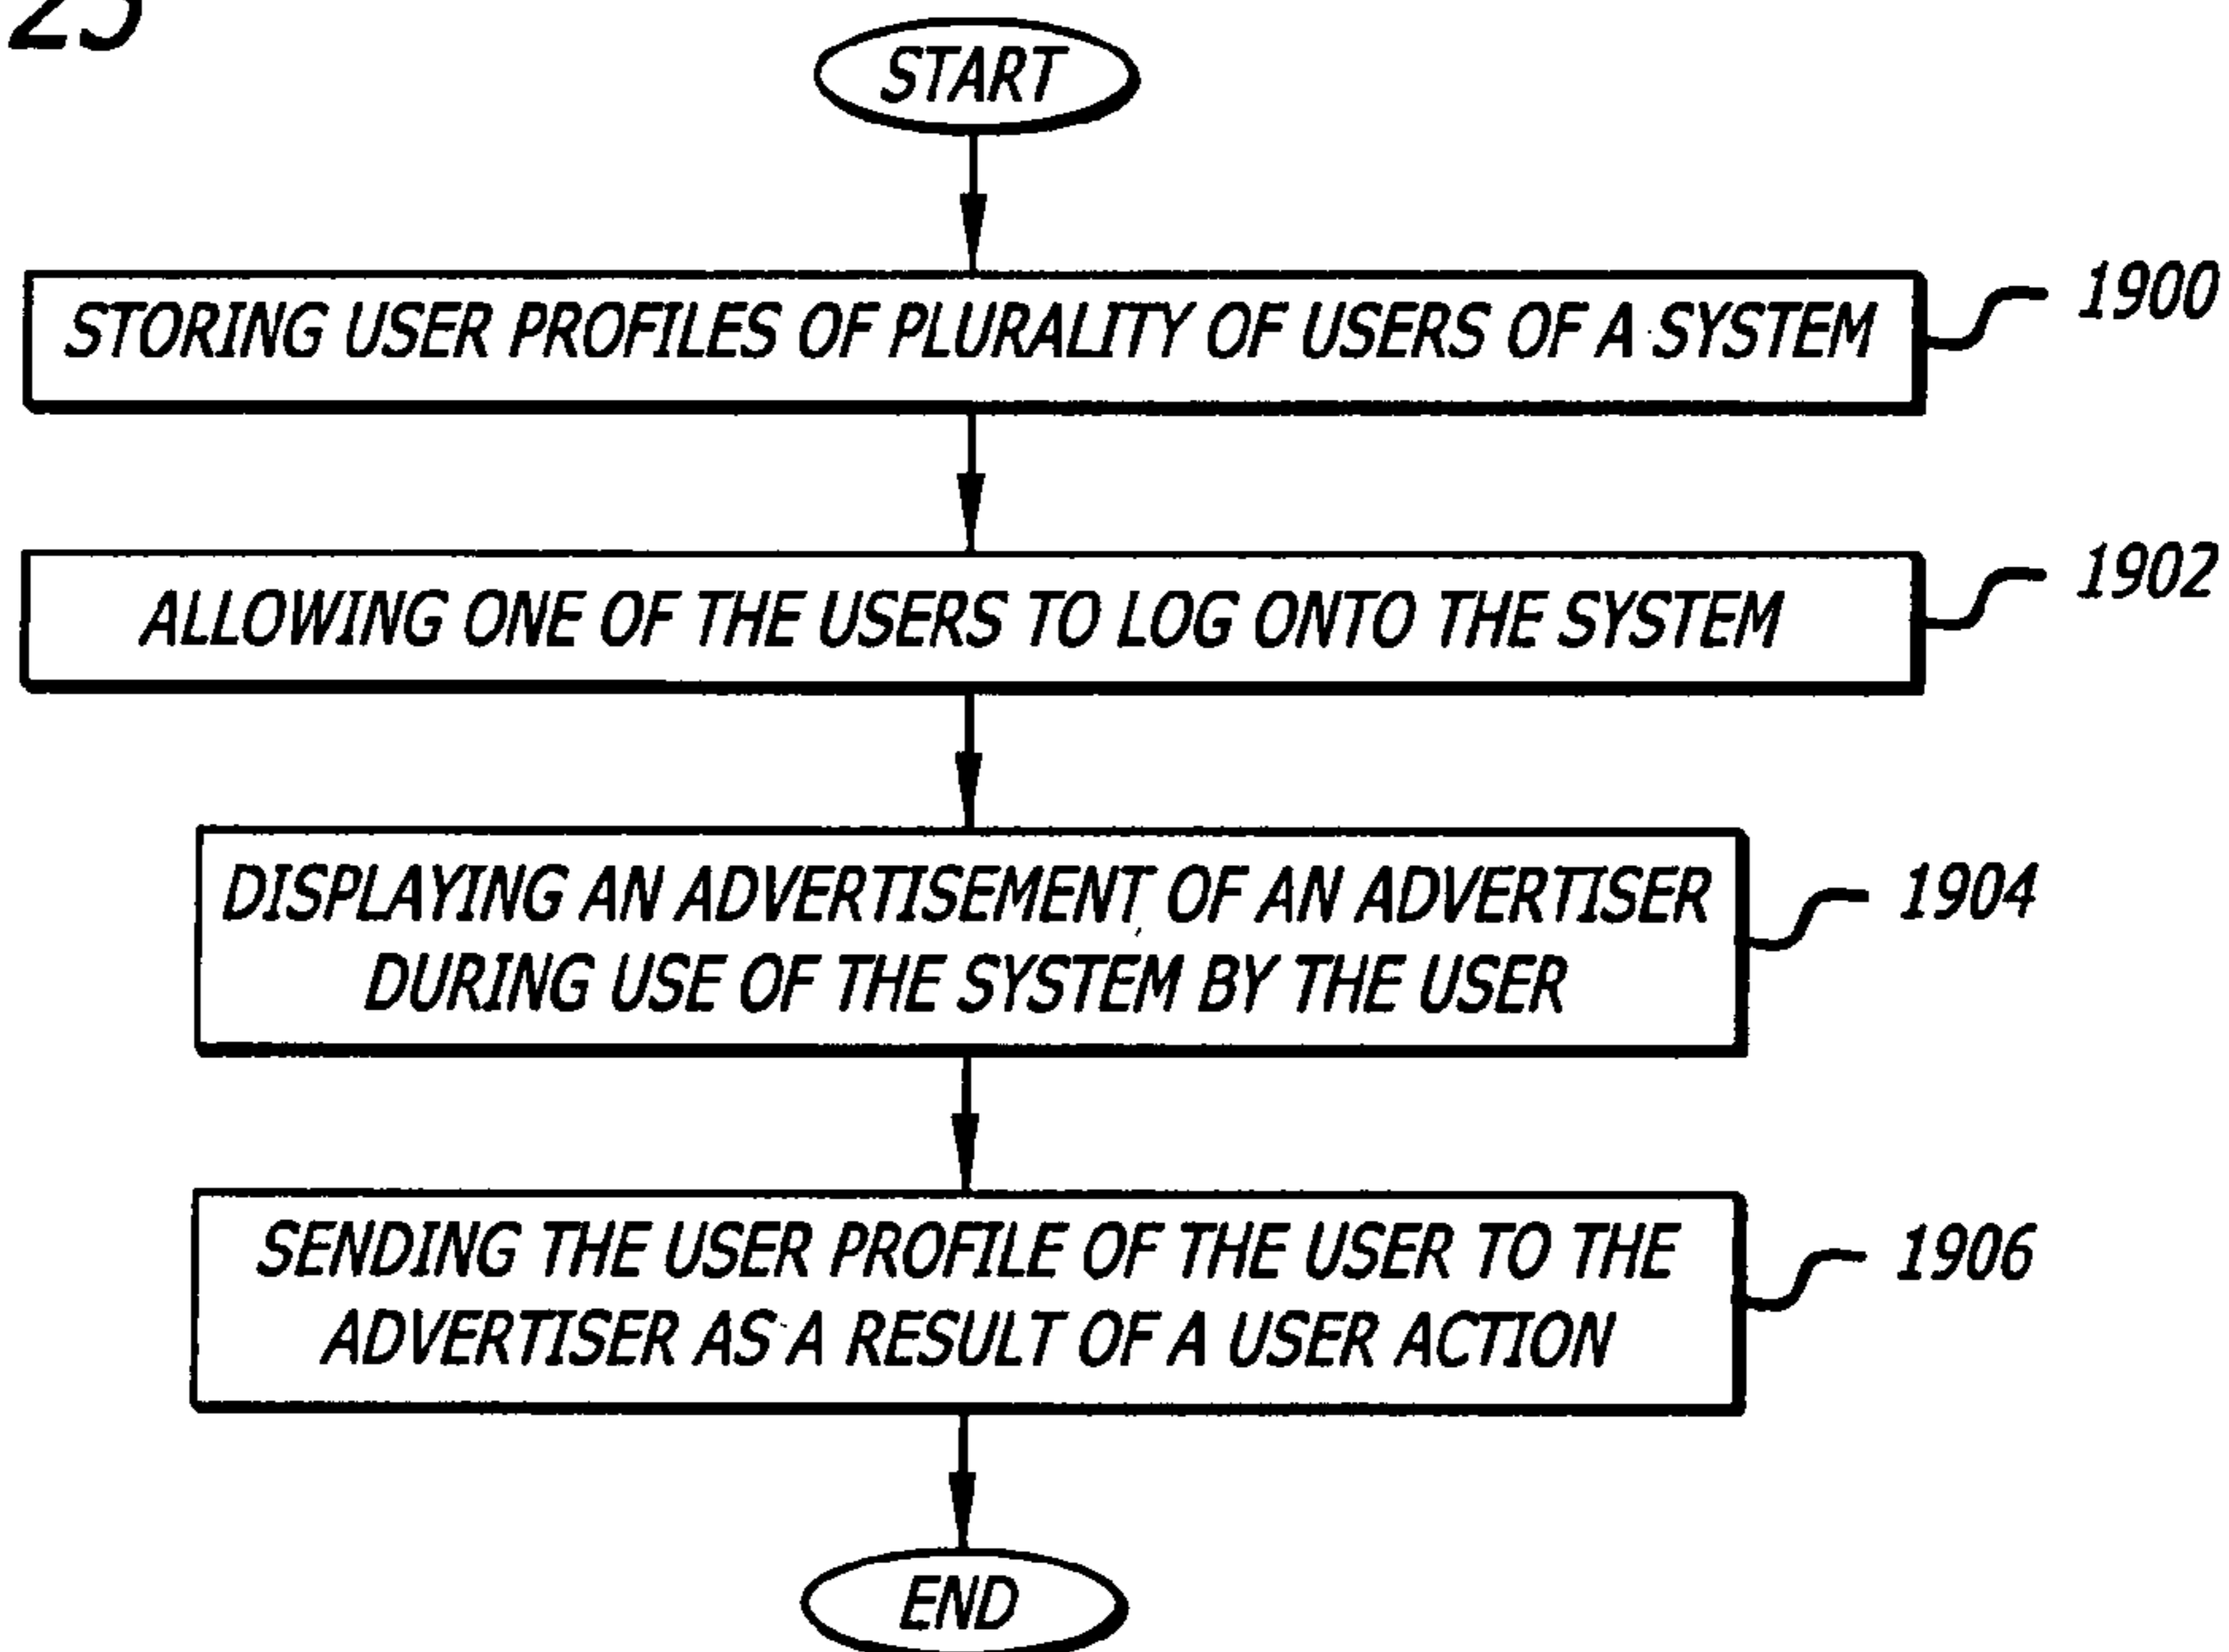 25
START
STORING USER PROFILES OF PLURALITY OF USERS OF A SYSTEM
1900
ALLOWING ONE OF THE USERS TO LOG ONTO THE SYSTEM
1902
DISPLAYING AN ADVERTISEMENT OF AN ADVERTISER
DURING USE OF THE SYSTEM BY THE USER
1904
SENDING THE USER PROFILE OF THE USER TO THE
ADVERTISER AS A RESULT OF A USER ACTION
1906
END